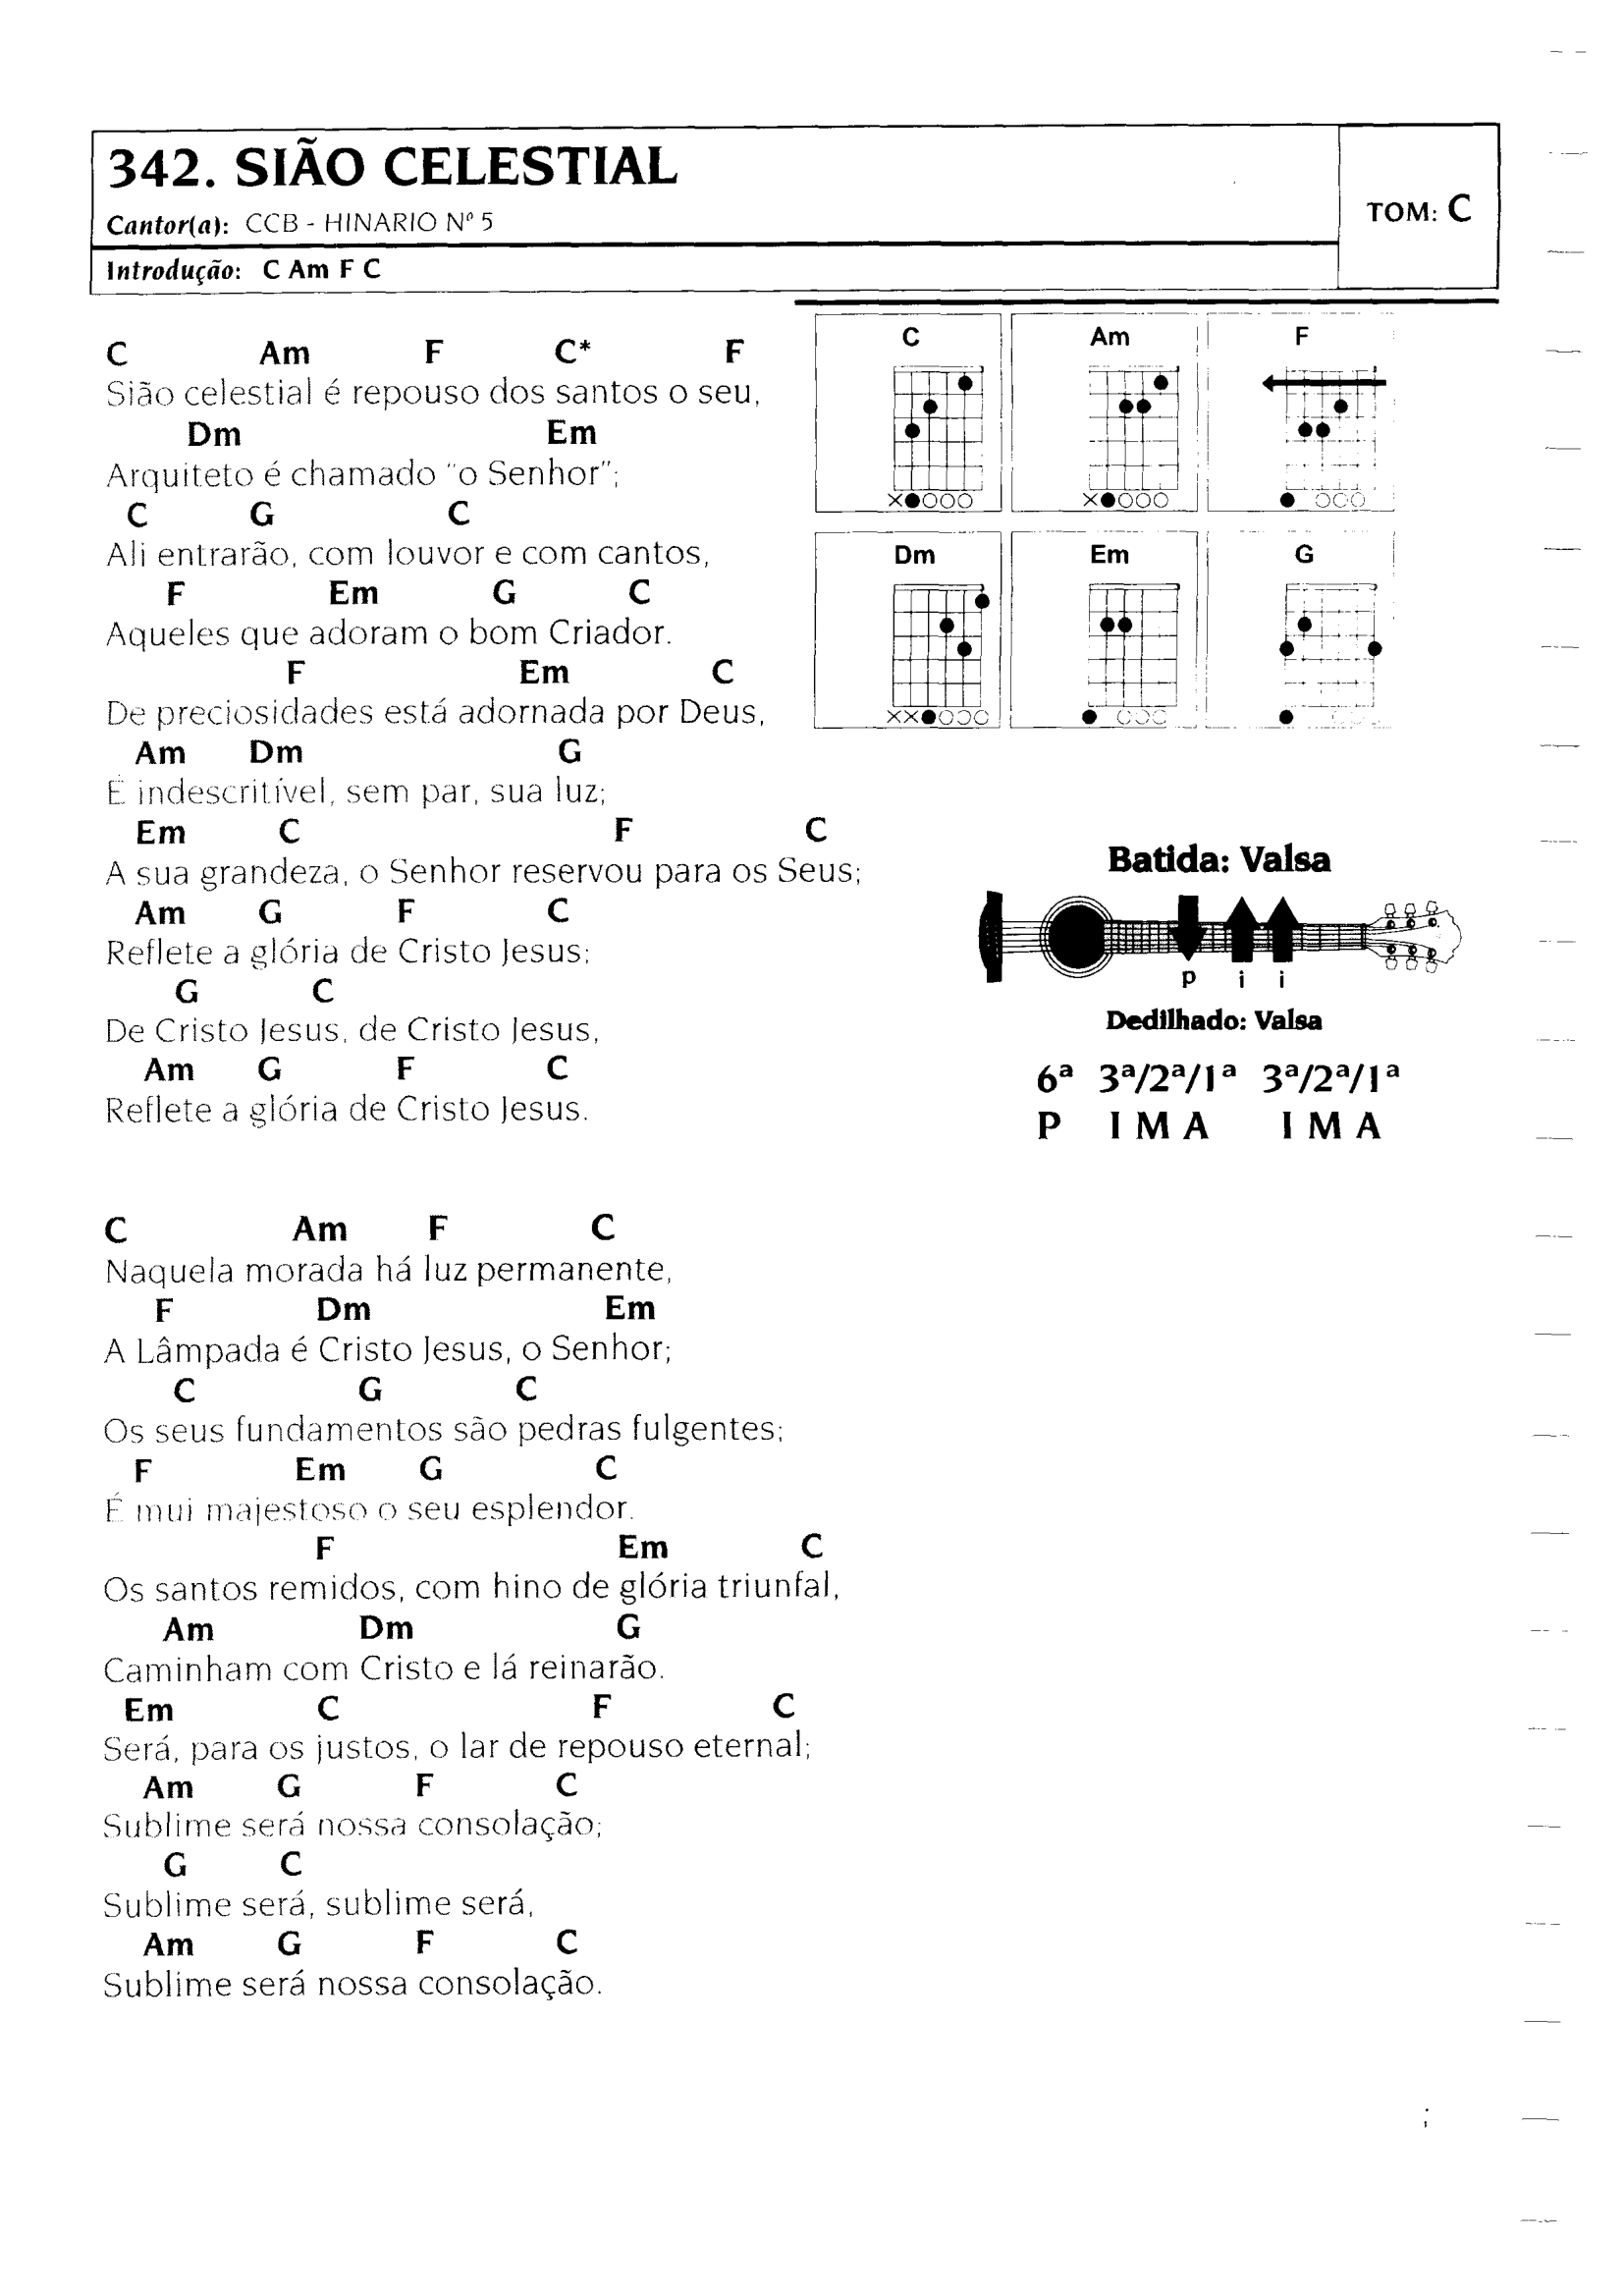 342. SIÃO CELESTIAL
Cantor(a): CCB - HINARIO Nº 5
TOM: C
Introdução: C Am F C
C Am F C* F
Sião celestial é repouso dos santos o seu,
Dm Em
Arquiteto é chamado "o Senhor";
C G C
Ali entrarão, com louvor e com cantos,
F Em G C
Aqueles que adoram o bom Criador.
F Em C
De preciosidades está adornada por Deus,
Am Dm G
É indescritível, sem par, sua luz;
Em C F C
A sua grandeza, o Senhor reservou para os Seus;
Am G F C
Reflete a glória de Cristo Jesus;
G C
De Cristo Jesus, de Cristo Jesus,
Am G F C
Reflete a glória de Cristo Jesus.
C Am F
Dm Em G
Batida: Valsa
p i i
Dedilhado: Valsa
6ª 3ª/2ª/1ª 3ª/2ª/1ª
P I M A I M A
C Am F C
Naquela morada há luz permanente,
F Dm Em
A Lâmpada é Cristo Jesus, o Senhor;
C G C
Os seus fundamentos são pedras fulgentes;
F Em G C
É mui majestoso o seu esplendor.
F Em C
Os santos remidos, com hino de glória triunfal,
Am Dm G
Caminham com Cristo e lá reinarão.
Em C F C
Será, para os justos, o lar de repouso eternal;
Am G F C
Sublime será nossa consolação;
G C
Sublime será, sublime será,
Am G F C
Sublime será nossa consolação.